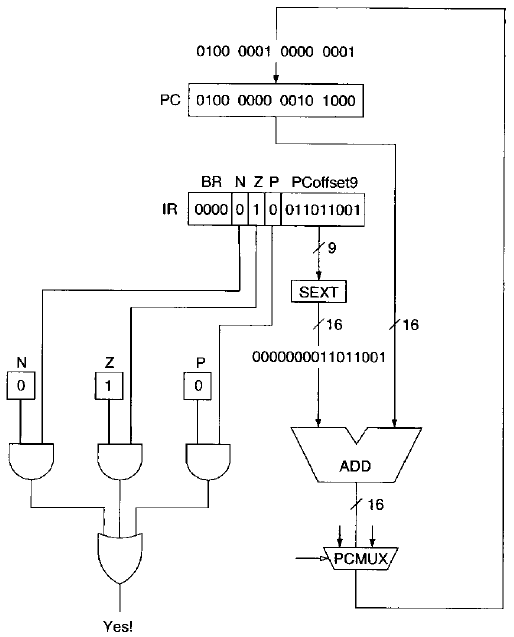 0100 0001 0000 0001
PC 0100 0000 0010 1000
BR N Z P PCoffset9
IR 0000 0 1 0 011011001
9
SEXT
16 16
0000000011011001
N Z P
0 1 0
ADD
16
PCMUX
Yes!